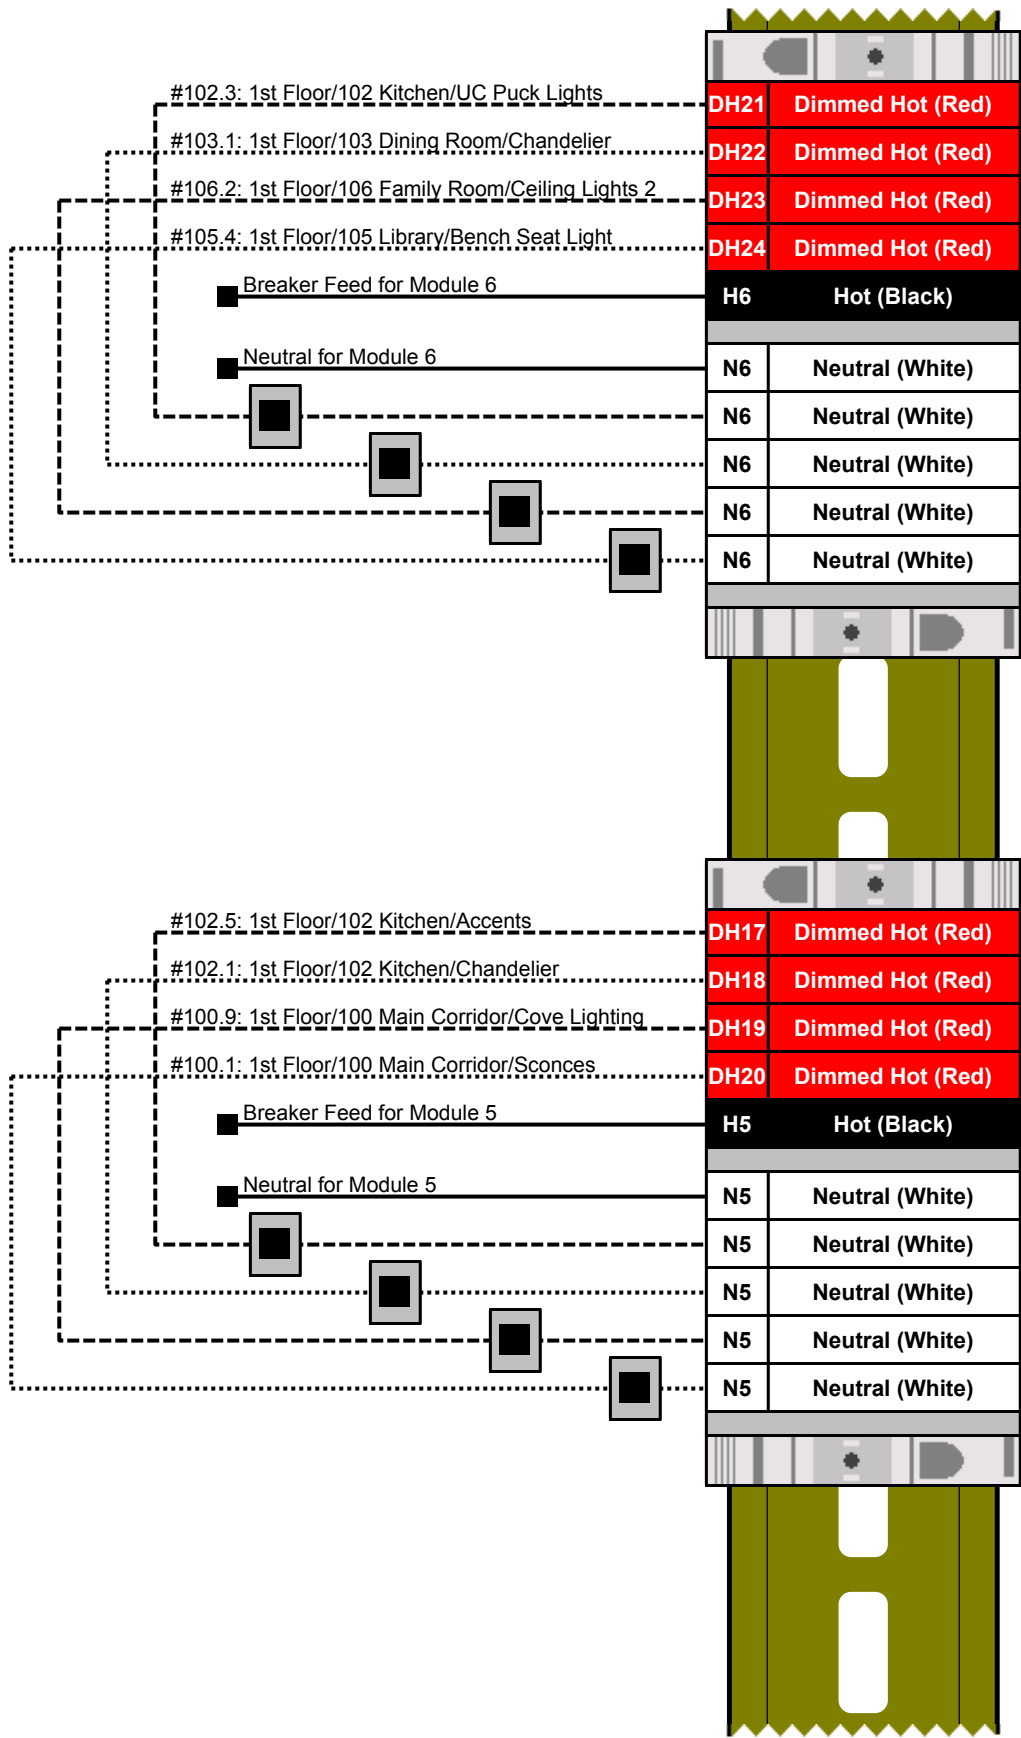 #102.3: 1st Floor/102 Kitchen/UC Puck Lights
DH21 Dimmed Hot (Red)
#103.1: 1st Floor/103 Dining Room/Chandelier
DH22 Dimmed Hot (Red)
#106.2: 1st Floor/106 Family Room/Ceiling Lights 2
DH23 Dimmed Hot (Red)
#105.4: 1st Floor/105 Library/Bench Seat Light
DH24 Dimmed Hot (Red)
Breaker Feed for Module 6
H6 Hot (Black)
Neutral for Module 6
N6 Neutral (White)
N6 Neutral (White)
N6 Neutral (White)
N6 Neutral (White)
N6 Neutral (White)
#102.5: 1st Floor/102 Kitchen/Accents
DH17 Dimmed Hot (Red)
#102.1: 1st Floor/102 Kitchen/Chandelier
DH18 Dimmed Hot (Red)
#100.9: 1st Floor/100 Main Corridor/Cove Lighting
DH19 Dimmed Hot (Red)
#100.1: 1st Floor/100 Main Corridor/Sconces
DH20 Dimmed Hot (Red)
Breaker Feed for Module 5
H5 Hot (Black)
Neutral for Module 5
N5 Neutral (White)
N5 Neutral (White)
N5 Neutral (White)
N5 Neutral (White)
N5 Neutral (White)